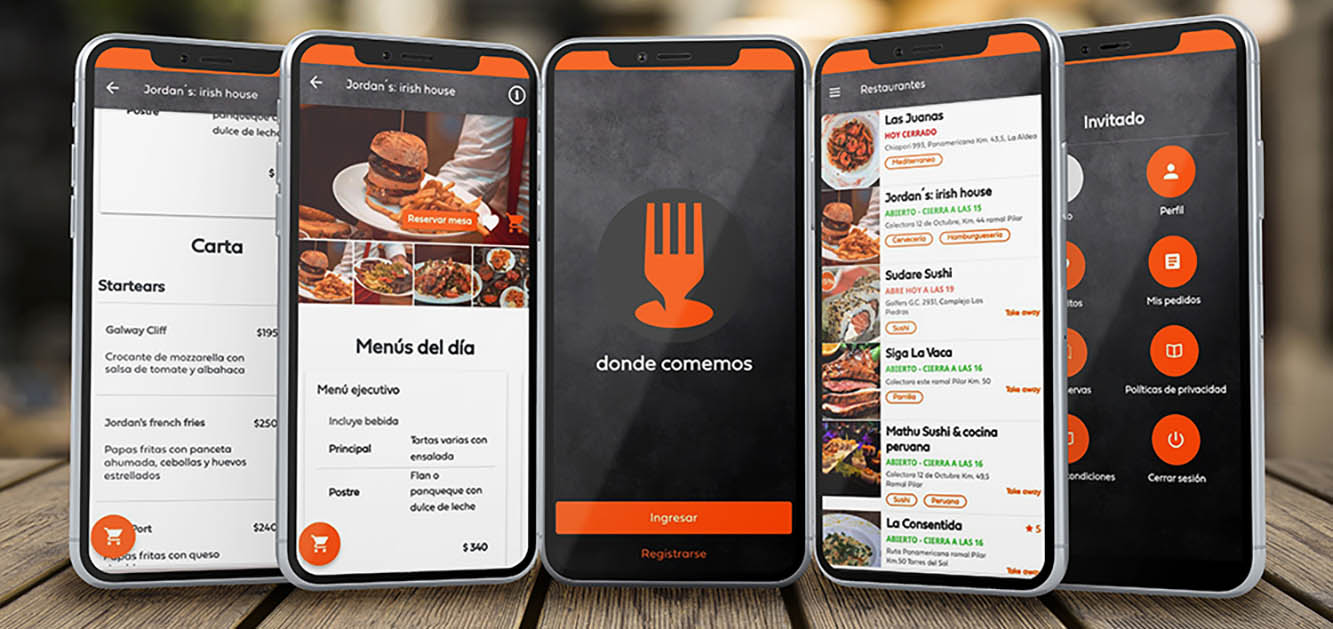 Jordan´s: irish house
Postre
panqueque con
dulce de leche
$
Carta
Startears
Galway Cliff
$195
Crocante de mozzarella con
salsa de tomate y albahaca
Jordan's french fries
$250
Papas fritas con panceta
ahumada, cebollas y huevos
estrellados
Port
$240
Papas fritas con queso
Jordan´s: irish house
Reservar mesa
Menús del día
Menú ejecutivo
Incluye bebida
Principal
Tartas varias con
ensalada
Postre
Flan o
panqueque con
dulce de leche
$ 340
donde comemos
Ingresar
Registrarse
Restaurantes
Las Juanas
HOY CERRADO
Chiapori 993, Panamericana Km. 43,5, La Aldea
Mediterranea
Jordan´s: irish house
ABIERTO - CIERRA A LAS 15
Colectora 12 de Octubre, Km. 44 ramal Pilar
Cervecería
Hamburguesería
Sudare Sushi
ABRE HOY A LAS 19
Golfers G.C. 2931, Complejo Las
Piedras
Take away
Sushi
Siga La Vaca
ABIERTO - CIERRA A LAS 16
Colectora este ramal Pilar Km. 50
Take away
Parrilla
Mathu Sushi & cocina
peruana
ABIERTO - CIERRA A LAS 16
Colectora 12 de Octubre Km. 49,5
Ramal Pilar
Take away
Sushi
Peruana
La Consentida
★ 5
ABIERTO - CIERRA A LAS 16
Ruta Panamericana ramal Pilar
Km.50 Torres del Sol
Take away
Invitado
Perfil
Mis pedidos
Políticas de privacidad
Cerrar sesión